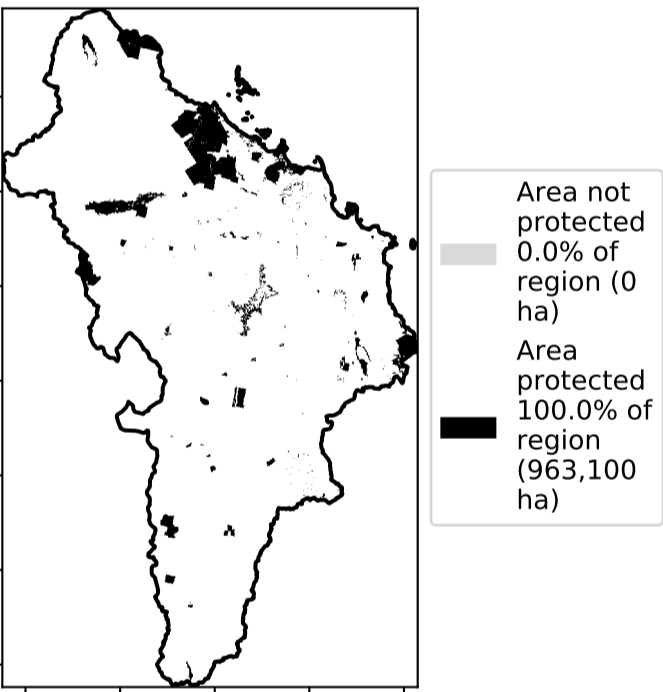 Area not
protected
0.0% of
region (0
ha)
Area
protected
100.0% of
region
(963,100
ha)